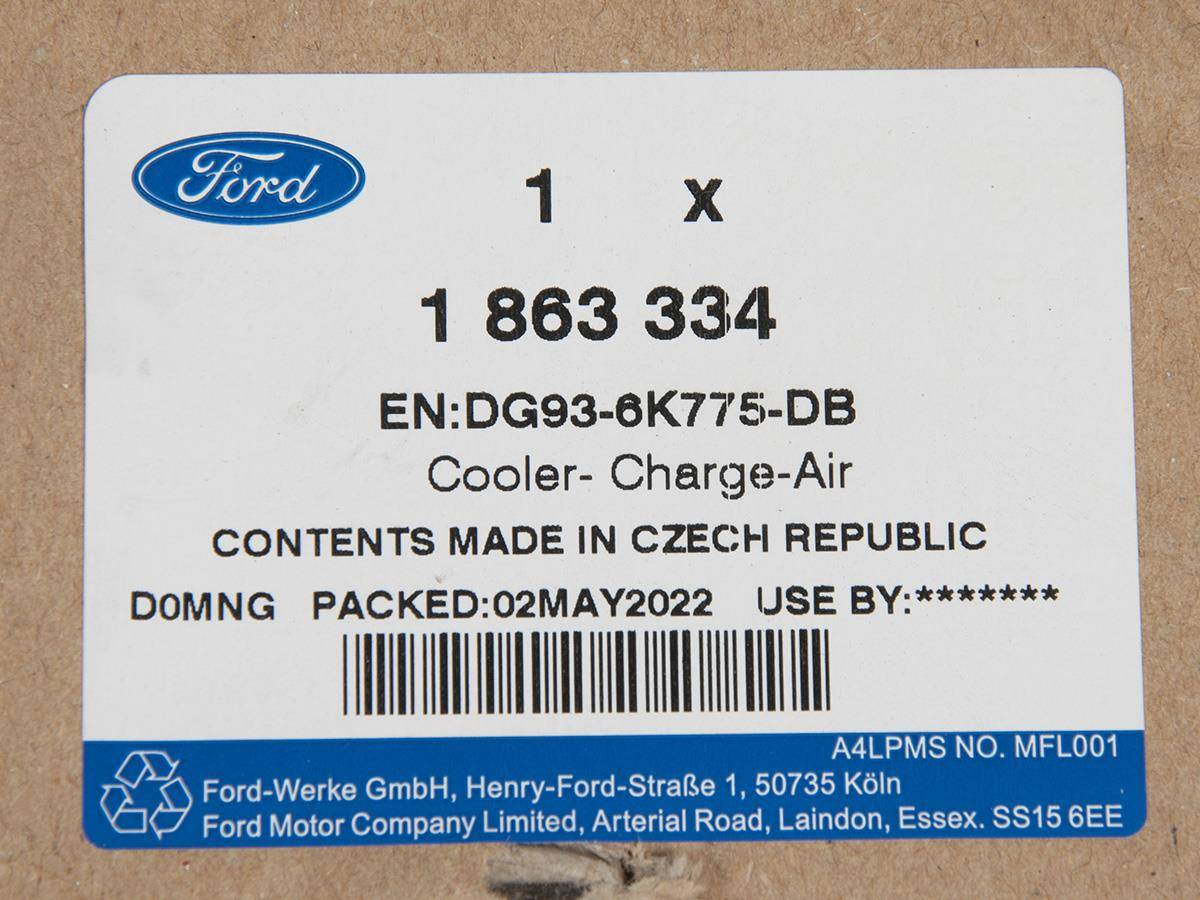 Ford
1 x
1 863 334
EN:DG93-6K775-DB
Cooler- Charge-Air
CONTENTS MADE IN CZECH REPUBLIC
D0MNG PACKED:02MAY2022 USE BY:*******
A4LPMS NO. MFL001
Ford-Werke GmbH, Henry-Ford-Straße 1, 50735 Köln
Ford Motor Company Limited, Arterial Road, Laindon, Essex. SS15 6EE